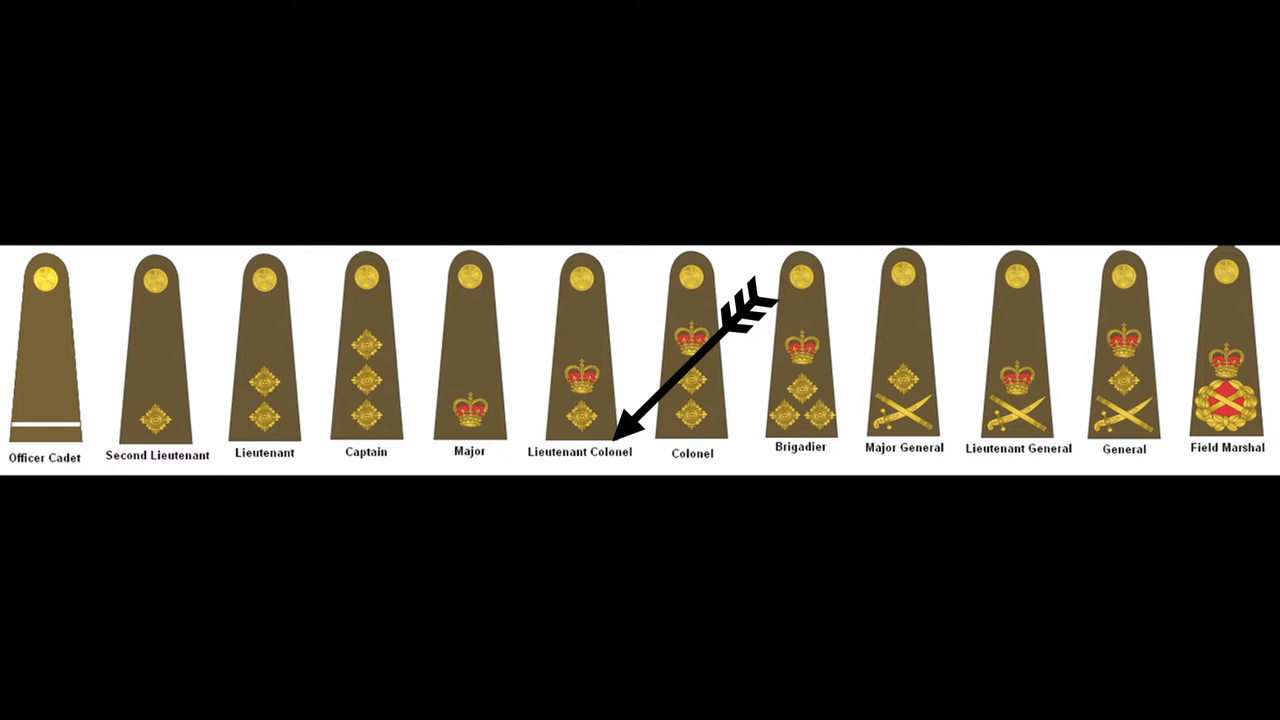 Officer Cadet
Second Lieutenant
Lieutenant
Captain
Major
Lieutenant Colonel
Colonel
Brigadier
Major General
Lieutenant General
General
Field Marshal